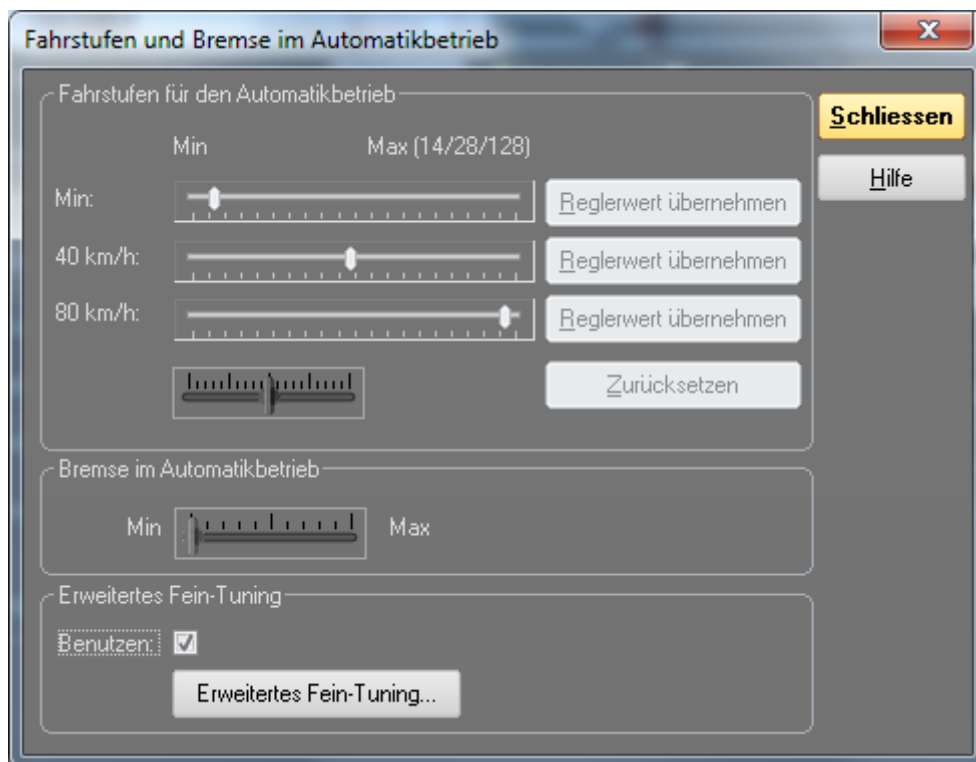 Fahrstufen und Bremse im Automatikbetrieb
Fahrstufen für den Automatikbetrieb
Schliessen
Min Max (14/28/128)
Hilfe
Min: Reglerwert übernehmen
40 km/h: Reglerwert übernehmen
80 km/h: Reglerwert übernehmen
Zurücksetzen
Bremse im Automatikbetrieb
Min Max
Erweitertes Fein-Tuning
Benutzen:
Erweitertes Fein-Tuning...